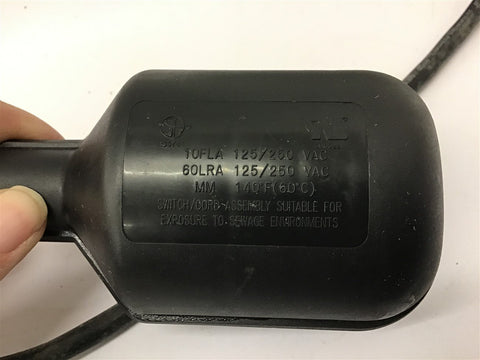 10FLA 125/250 VAC
60LRA 125/250 VAC
MM 140°F(60°C)
SWITCH/CORD ASSEMBLY SUITABLE FOR
EXPOSURE TO SEWAGE ENVIRONMENTS